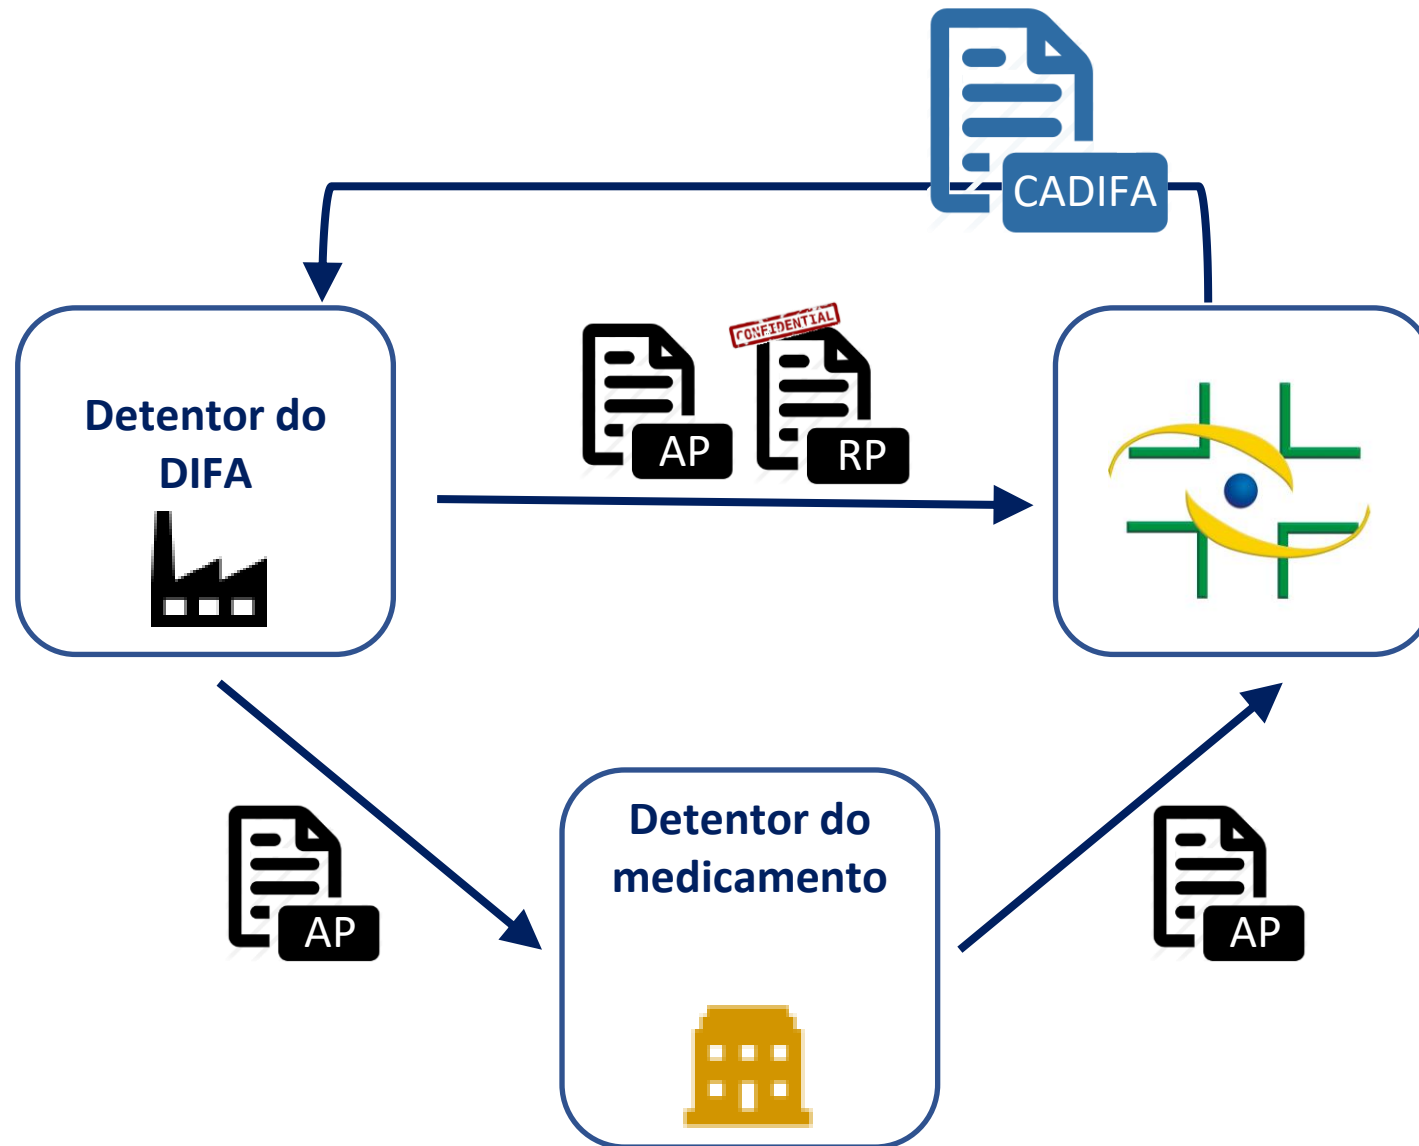 CADIFA
CONFIDENTIAL
Detentor do
DIFA
AP
RP
Detentor do
medicamento
AP
AP